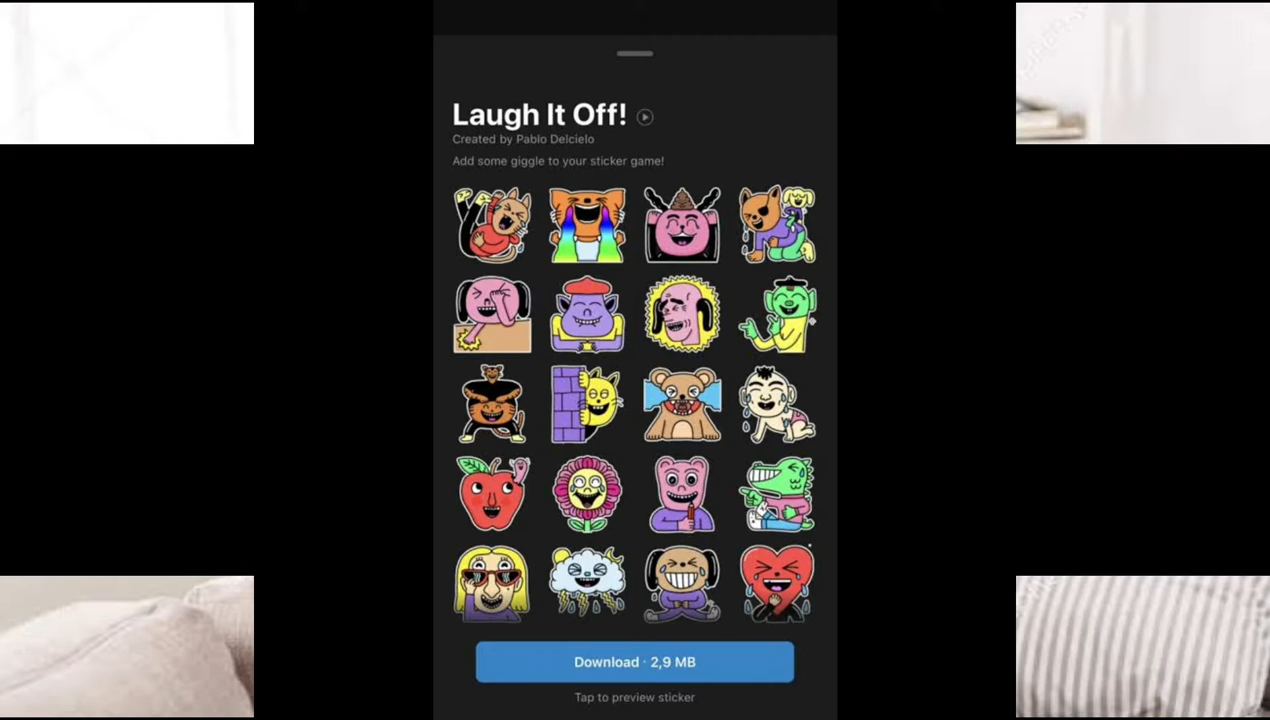 Laugh It Off!
Created by Pablo Delcielo
Add some giggle to your sticker game!
Download · 2,9 MB
Tap to preview sticker